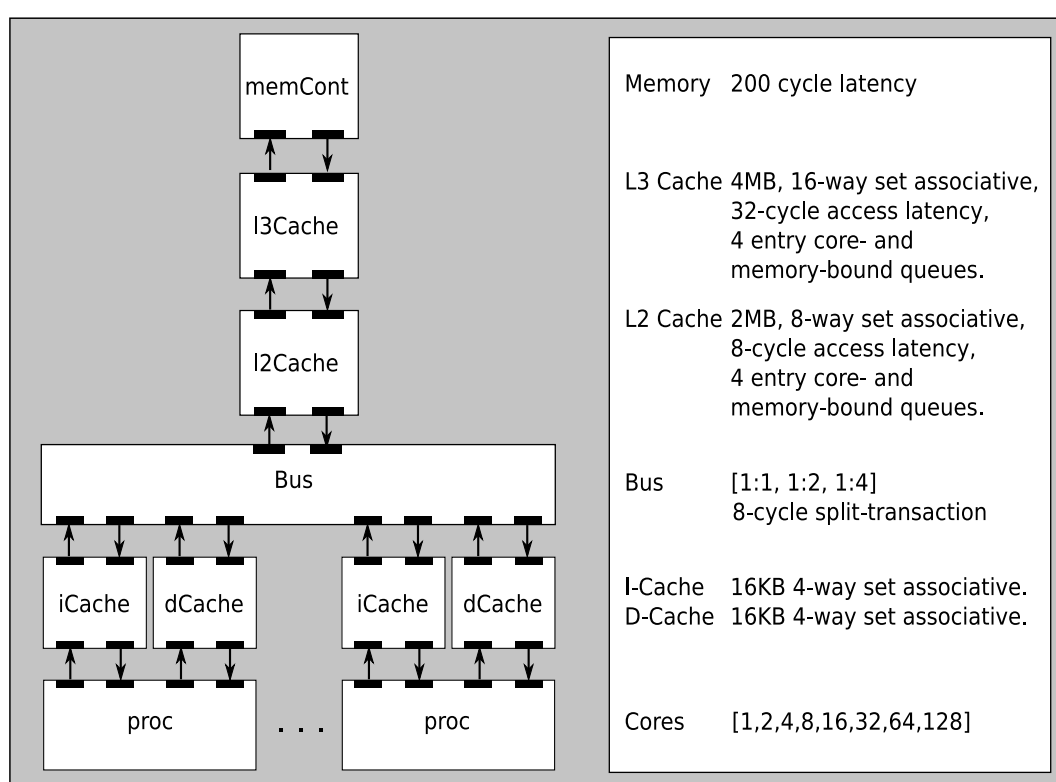 memCont
l3Cache
l2Cache
Bus
iCache dCache iCache dCache
proc . . . proc
Memory 200 cycle latency
L3 Cache 4MB, 16-way set associative,
32-cycle access latency,
4 entry core- and
memory-bound queues.
L2 Cache 2MB, 8-way set associative,
8-cycle access latency,
4 entry core- and
memory-bound queues.
Bus [1:1, 1:2, 1:4]
8-cycle split-transaction
I-Cache 16KB 4-way set associative.
D-Cache 16KB 4-way set associative.
Cores [1,2,4,8,16,32,64,128]